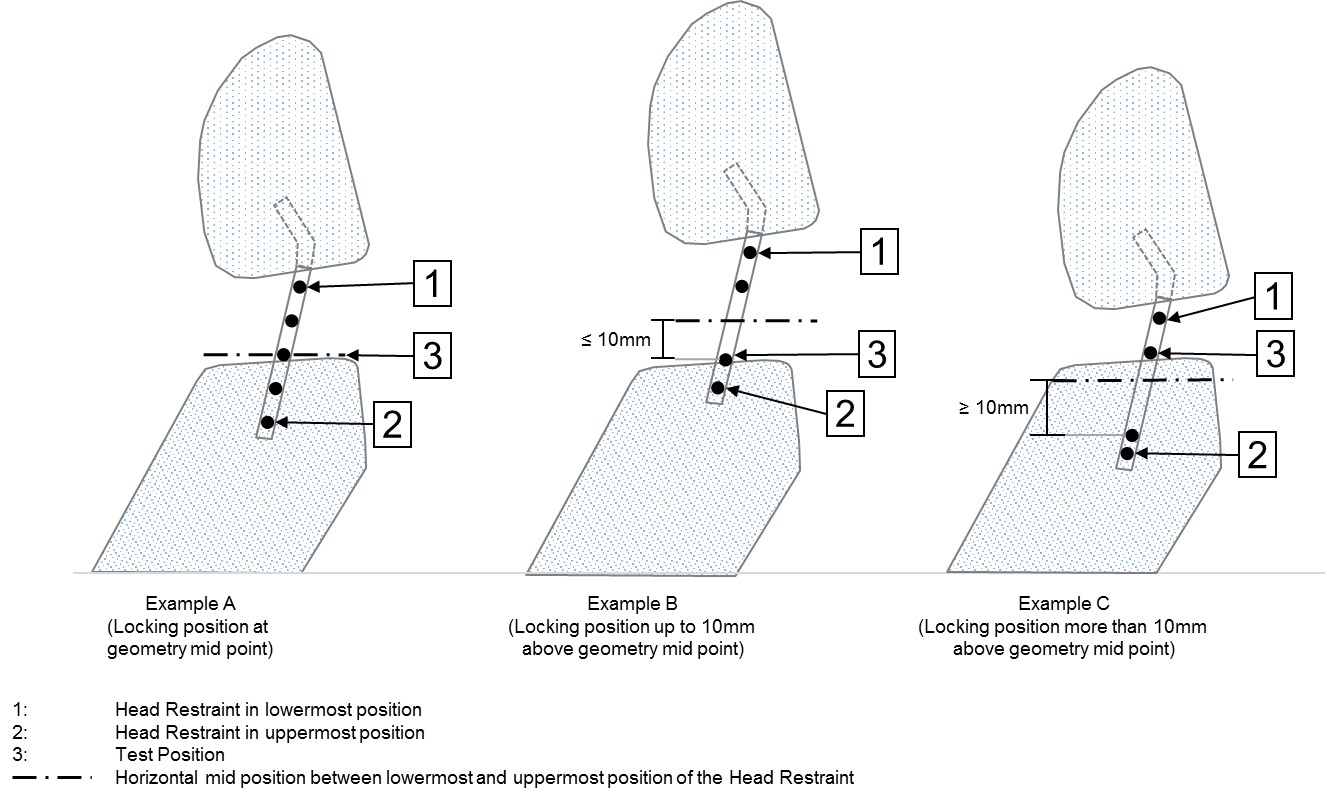 1
3
2
≤ 10mm
1
3
2
≥ 10mm
1
3
2
Example A
(Locking position at
geometry mid point)
Example B
(Locking position up to 10mm
above geometry mid point)
Example C
(Locking position more than 10mm
above geometry mid point)
1: Head Restraint in lowermost position
2: Head Restraint in uppermost position
3: Test Position
Horizontal mid position between lowermost and uppermost position of the Head Restraint